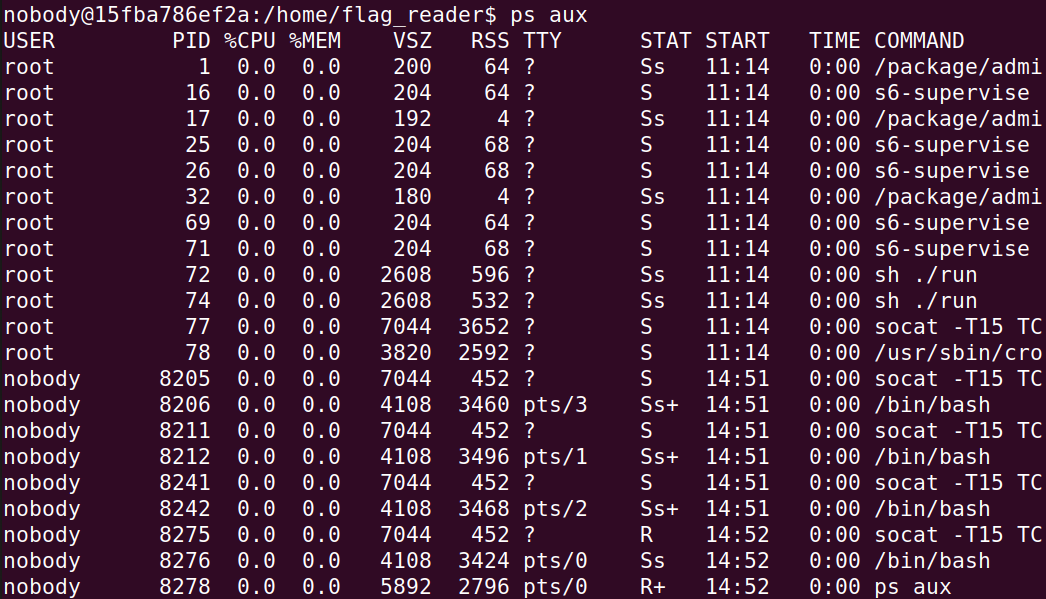 nobody@15fba786ef2a:/home/flag_reader$ ps aux
USER         PID %CPU %MEM    VSZ   RSS TTY      STAT START   TIME COMMAND
root           1  0.0  0.0    200    64 ?        Ss   11:14   0:00 /package/admi
root          16  0.0  0.0    204    64 ?        S    11:14   0:00 s6-supervise
root          17  0.0  0.0    192     4 ?        Ss   11:14   0:00 /package/admi
root          25  0.0  0.0    204    68 ?        S    11:14   0:00 s6-supervise
root          26  0.0  0.0    204    68 ?        S    11:14   0:00 s6-supervise
root          32  0.0  0.0    180     4 ?        Ss   11:14   0:00 /package/admi
root          69  0.0  0.0    204    64 ?        S    11:14   0:00 s6-supervise
root          71  0.0  0.0    204    68 ?        S    11:14   0:00 s6-supervise
root          72  0.0  0.0   2608   596 ?        Ss   11:14   0:00 sh ./run
root          74  0.0  0.0   2608   532 ?        Ss   11:14   0:00 sh ./run
root          77  0.0  0.0   7044  3652 ?        S    11:14   0:00 socat -T15 TC
root          78  0.0  0.0   3820  2592 ?        S    11:14   0:00 /usr/sbin/cro
nobody      8205  0.0  0.0   7044   452 ?        S    14:51   0:00 socat -T15 TC
nobody      8206  0.0  0.0   4108  3460 pts/3    Ss+  14:51   0:00 /bin/bash
nobody      8211  0.0  0.0   7044   452 ?        S    14:51   0:00 socat -T15 TC
nobody      8212  0.0  0.0   4108  3496 pts/1    Ss+  14:51   0:00 /bin/bash
nobody      8241  0.0  0.0   7044   452 ?        S    14:51   0:00 socat -T15 TC
nobody      8242  0.0  0.0   4108  3468 pts/2    Ss+  14:51   0:00 /bin/bash
nobody      8275  0.0  0.0   7044   452 ?        R    14:52   0:00 socat -T15 TC
nobody      8276  0.0  0.0   4108  3424 pts/0    Ss   14:52   0:00 /bin/bash
nobody      8278  0.0  0.0   5892  2796 pts/0    R+   14:52   0:00 ps aux